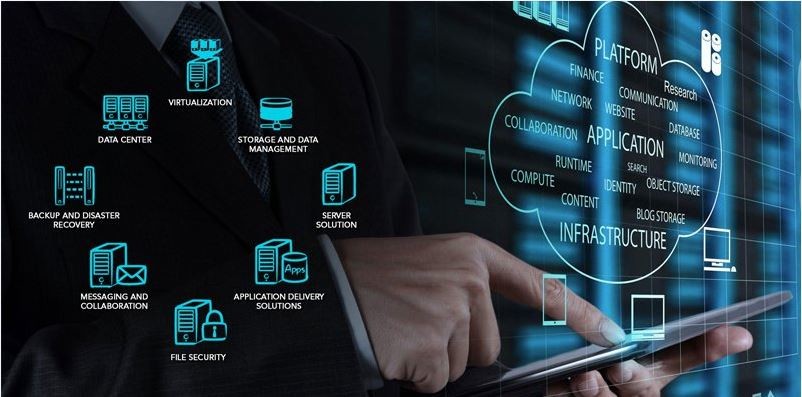 VIRTUALIZATION
DATA CENTER
STORAGE AND DATA
MANAGEMENT
BACKUP AND DISASTER
RECOVERY
SERVER
SOLUTION
MESSAGING AND
COLLABORATION
Apps
APPLICATION DELIVERY
SOLUTIONS
FILE SECURITY
PLATFORM
FINANCE
COMMUNICATION
Research
NETWORK
WEBSITE
COLLABORATION
APPLICATION
DATABASE
RUNTIME
SEARCH
MONITORING
COMPUTE
IDENTITY
OBJECT STORAGE
CONTENT
BLOG STORAGE
INFRASTRUCTURE